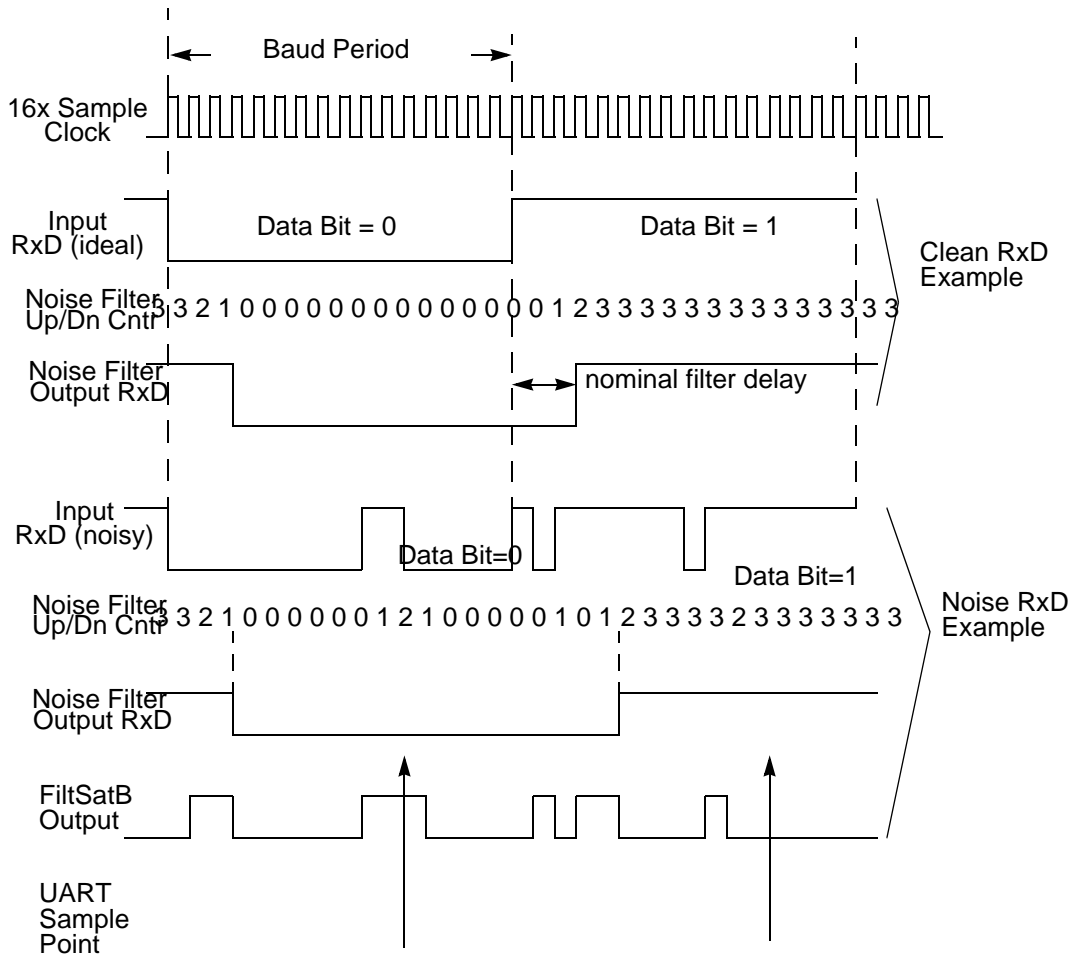 Baud Period
16x Sample
Clock
Input
RxD (ideal)
Data Bit = 0
Data Bit = 1
Clean RxD
Example
Noise Filter
Up/Dn Cntr
3 3 2 1 0 0 0 0 0 0 0 0 0 0 0 0 0 0 1 2 3 3 3 3 3 3 3 3 3 3 3 3 3 3
Noise Filter
Output RxD
nominal filter delay
Input
RxD (noisy)
Data Bit=0
Data Bit=1
Noise RxD
Example
Noise Filter
Up/Dn Cntr
3 3 2 1 0 0 0 0 0 0 1 2 1 0 0 0 0 0 1 0 1 2 3 3 3 3 2 3 3 3 3 3 3 3
Noise Filter
Output RxD
FiltSatB
Output
UART
Sample
Point